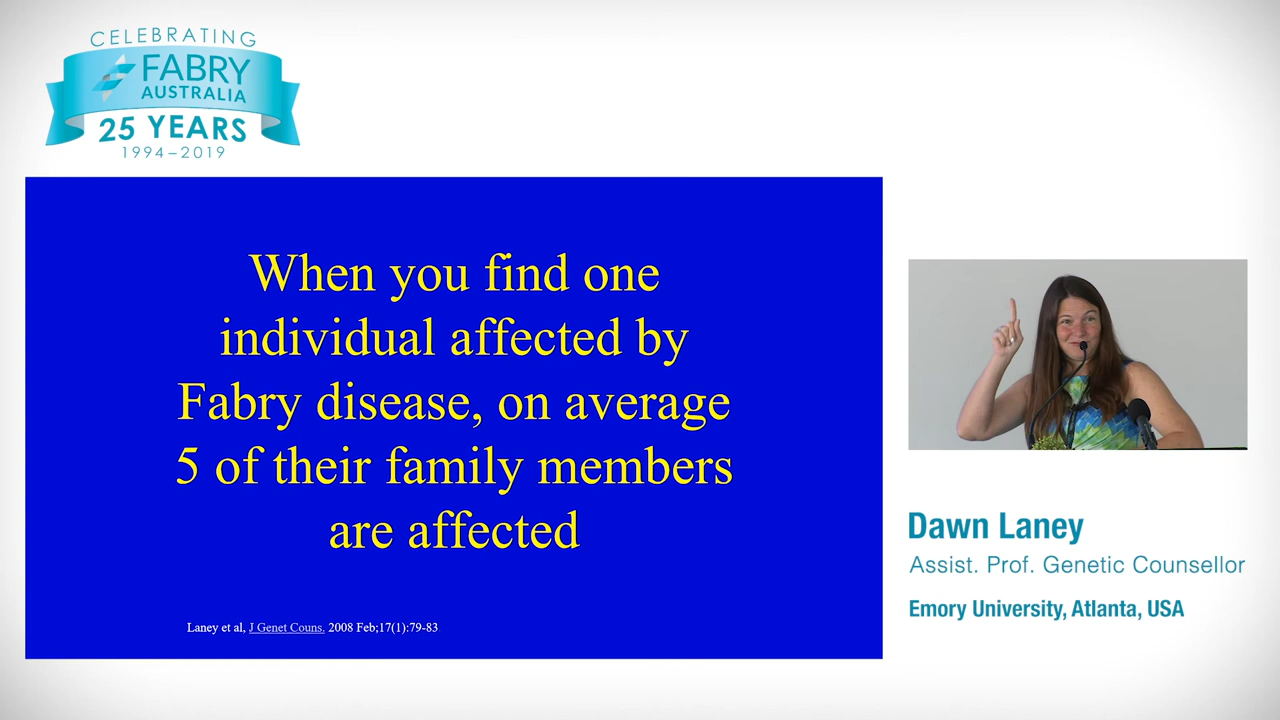 CELEBRATING
FABRY
AUSTRALIA
25 YEARS
1994–2019
When you find one
individual affected by
Fabry disease, on average
5 of their family members
are affected
Laney et al, J Genet Couns. 2008 Feb;17(1):79-83
Dawn Laney
Assist. Prof. Genetic Counsellor
Emory University, Atlanta, USA